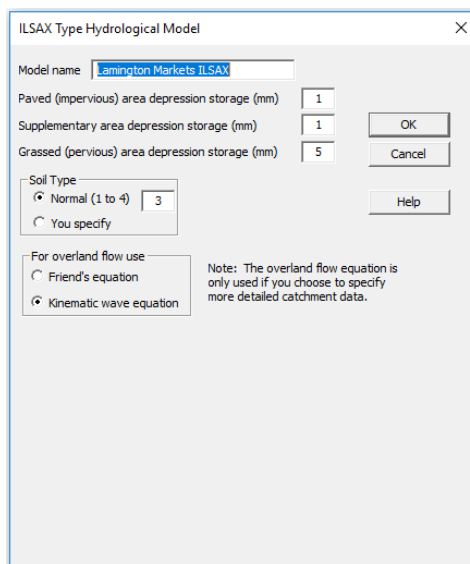 ILSAX Type Hydrological Model
Model name Lamington Markets ILSAX
Paved (impervious) area depression storage (mm) 1
Supplementary area depression storage (mm) 1
OK
Grassed (pervious) area depression storage (mm) 5
Cancel
Soil Type
Normal (1 to 4) 3
Help
You specify
For overland flow use
Friend's equation
Kinematic wave equation
Note: The overland flow equation is
only used if you choose to specify
more detailed catchment data.